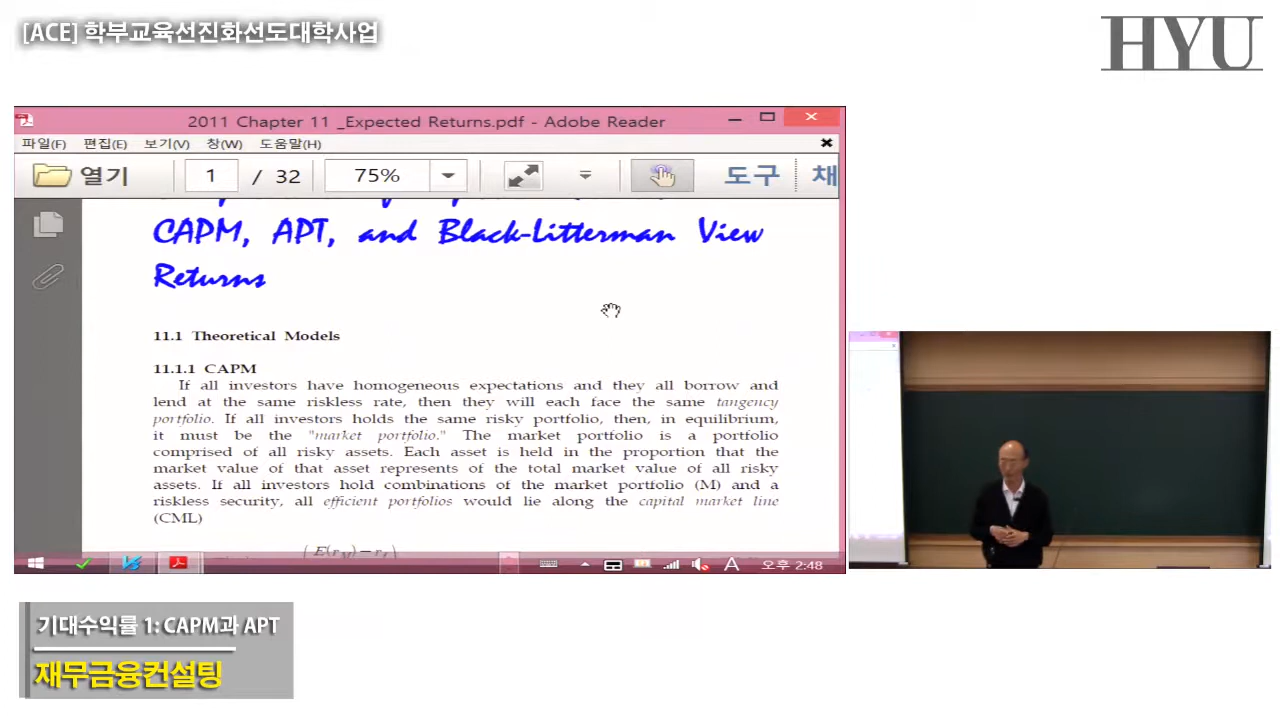 [ACE] 학부교육선진화선도대학사업
HYU
2011 Chapter 11 _Expected Returns.pdf - Adobe Reader
파일(F) 편집(E) 보기(V) 창(W) 도움말(H)
열기 1 / 32 75% 도구 채
CAPM, APT, and Black-Litterman View
Returns
11.1 Theoretical Models
11.1.1 CAPM
If all investors have homogeneous expectations and they all borrow and
lend at the same riskless rate, then they will each face the same tangency
portfolio. If all investors holds the same risky portfolio, then, in equilibrium,
it must be the "market portfolio." The market portfolio is a portfolio
comprised of all risky assets. Each asset is held in the proportion that the
market value of that asset represents of the total market value of all risky
assets. If all investors hold combinations of the market portfolio (M) and a
riskless security, all efficient portfolios would lie along the capital market line
(CML)
A 오후 2:48
기대수익률 1: CAPM과 APT
재무금융컨설팅